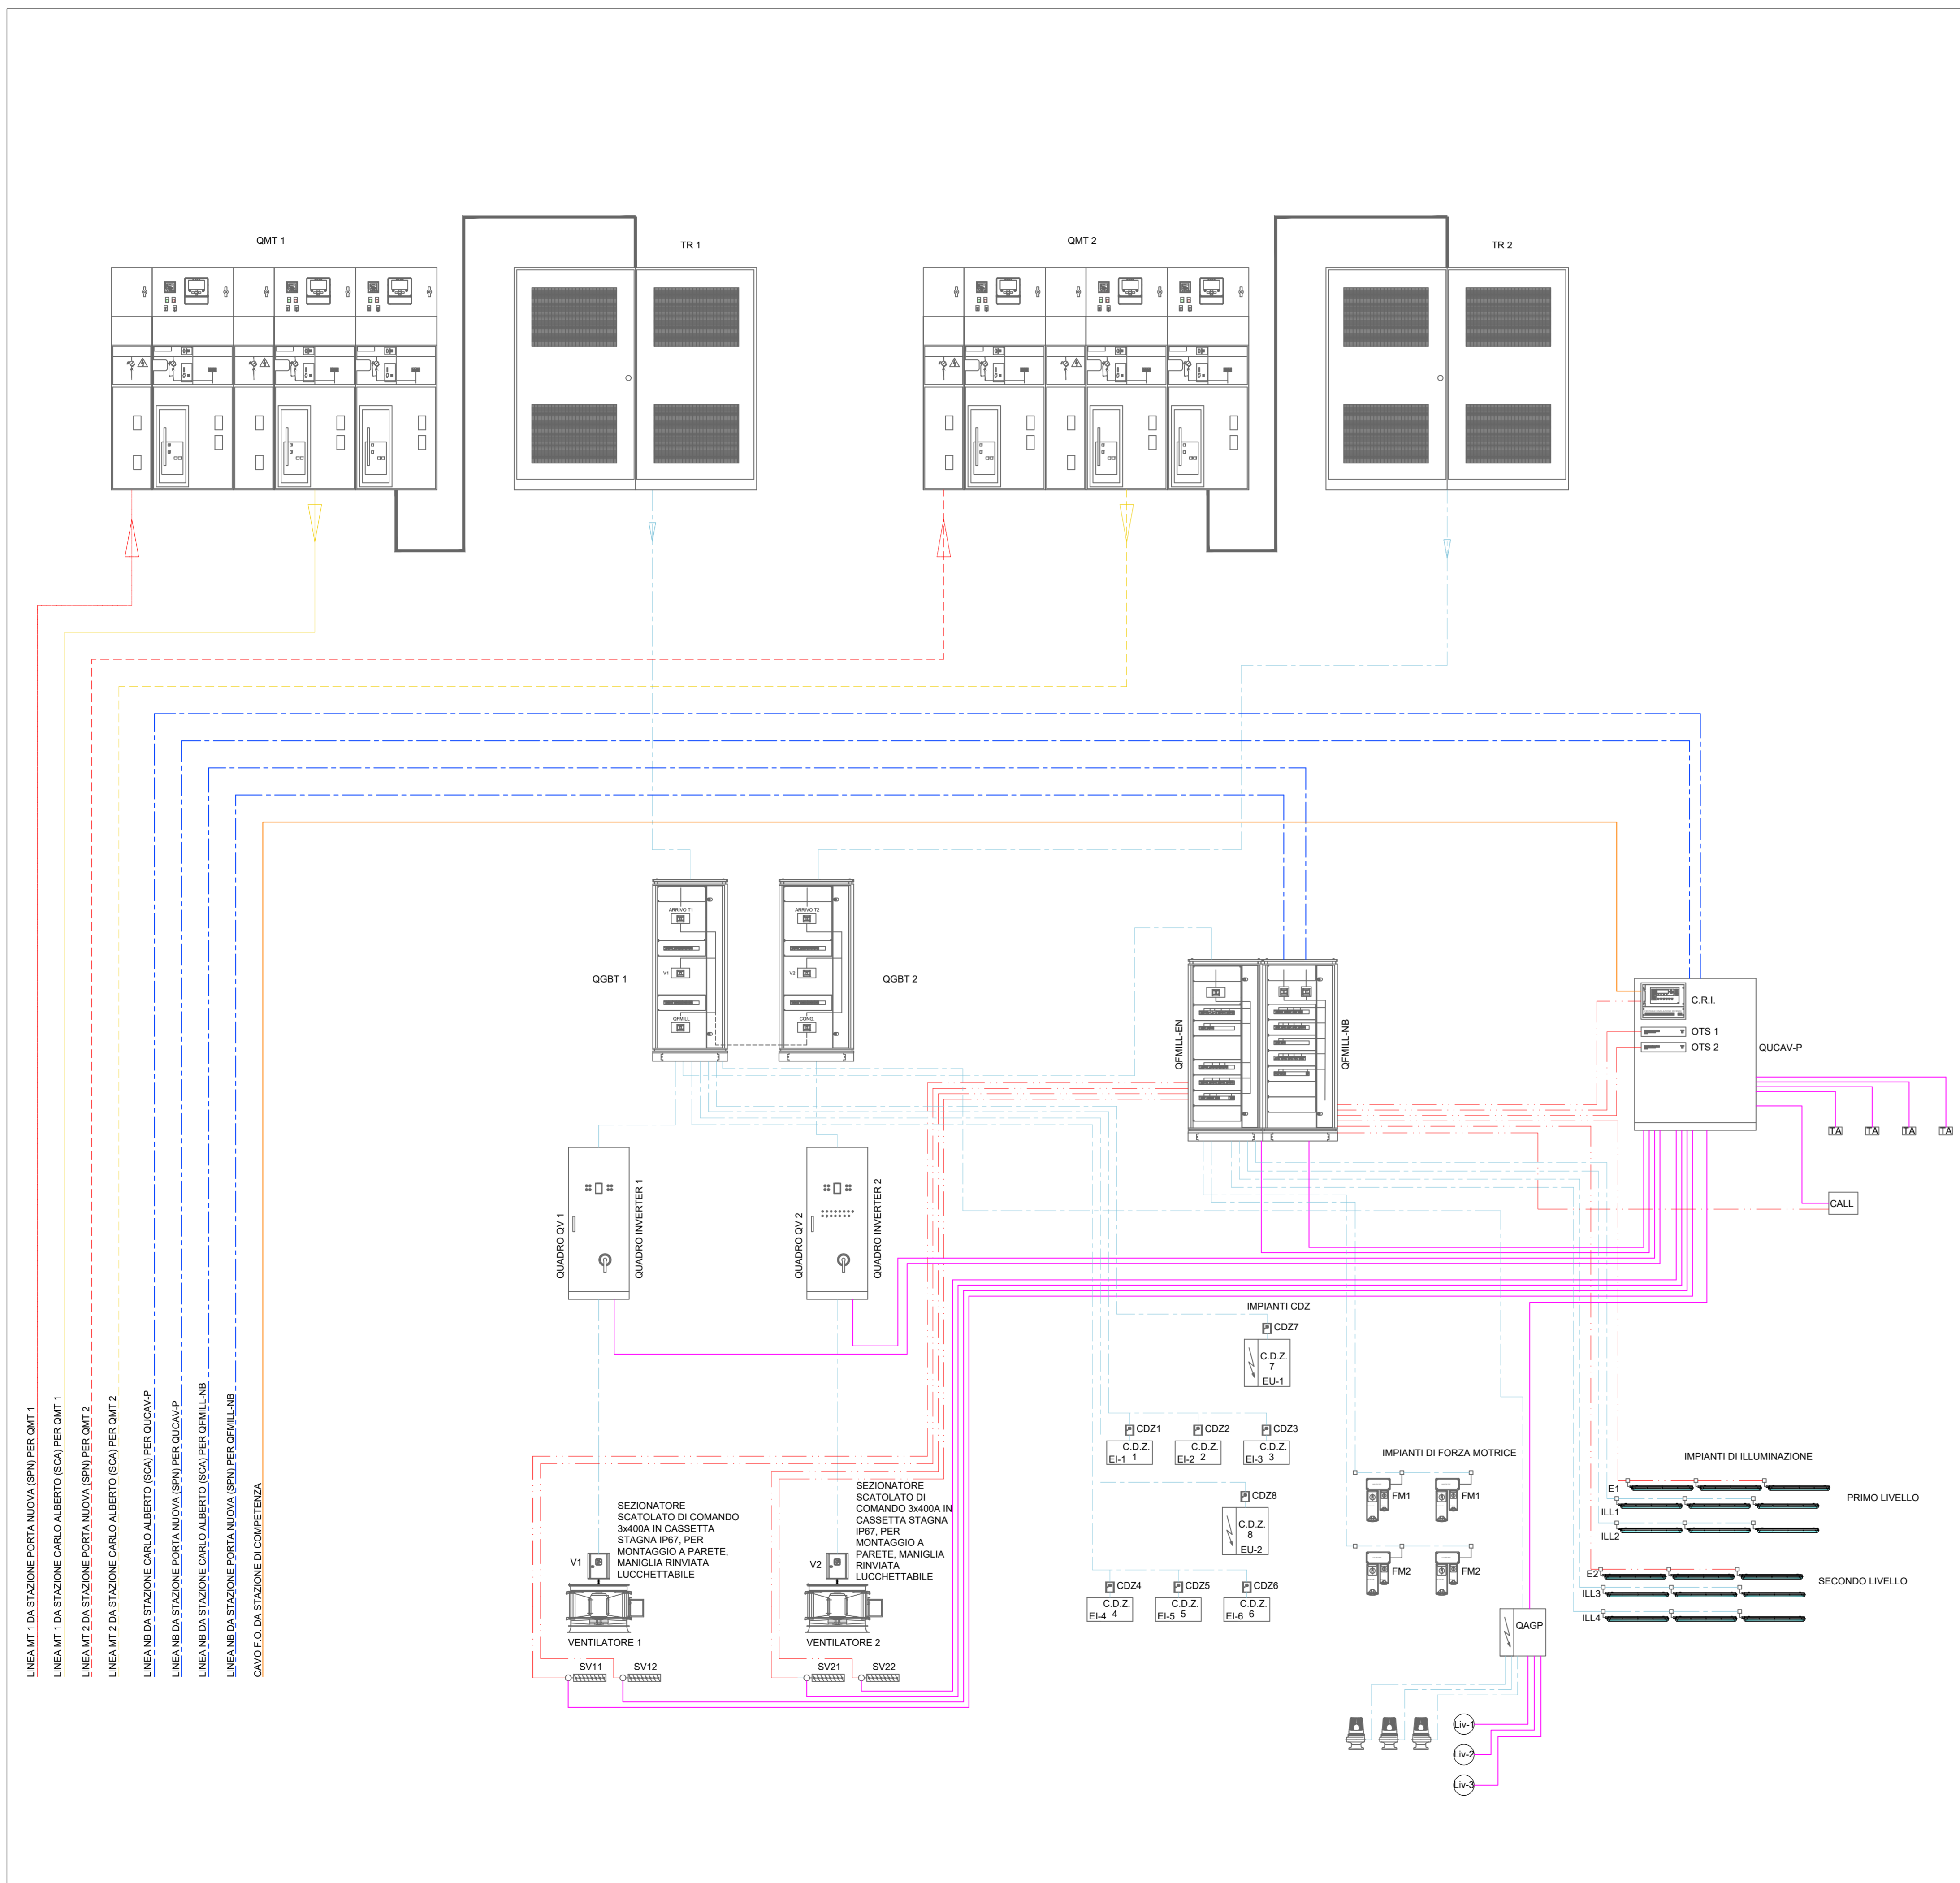 QMT 1
TR 1
QMT 2
TR 2
ARRIVO T1
V1
QFMILL
QGBT 1
ARRIVO T2
V2
CONG.
QGBT 2
QFMILL-EN
QFMILL-NB
C.R.I.
OTS 1
OTS 2
QUCAV-P
TA
TA
TA
TA
CALL
QUADRO QV 1
QUADRO INVERTER 1
QUADRO QV 2
QUADRO INVERTER 2
IMPIANTI CDZ
CDZ7
C.D.Z.
7
EU-1
CDZ1
CDZ2
CDZ3
C.D.Z.
EI-1 1
C.D.Z.
EI-2 2
C.D.Z.
EI-3 3
CDZ8
C.D.Z.
8
EU-2
CDZ4
CDZ5
CDZ6
C.D.Z.
EI-4 4
C.D.Z.
EI-5 5
C.D.Z.
EI-6 6
IMPIANTI DI FORZA MOTRICE
FM1
FM1
FM2
FM2
IMPIANTI DI ILLUMINAZIONE
E1
ILL1
ILL2
PRIMO LIVELLO
E2
ILL3
ILL4
SECONDO LIVELLO
QAGP
Liv-1
Liv-2
Liv-3
SEZIONATORE
SCATOLATO DI COMANDO
3x400A IN CASSETTA
STAGNA IP67, PER
MONTAGGIO A PARETE,
MANIGLIA RINVIATA
LUCCHETTABILE
V1
VENTILATORE 1
SV11
SV12
SEZIONATORE
SCATOLATO DI
COMANDO 3x400A IN
CASSETTA STAGNA
IP67, PER
MONTAGGIO A
PARETE, MANIGLIA
RINVIATA
LUCCHETTABILE
V2
VENTILATORE 2
SV21
SV22
LINEA MT 1 DA STAZIONE PORTA NUOVA (SPN) PER QMT 1
LINEA MT 1 DA STAZIONE CARLO ALBERTO (SCA) PER QMT 1
LINEA MT 2 DA STAZIONE PORTA NUOVA (SPN) PER QMT 2
LINEA MT 2 DA STAZIONE CARLO ALBERTO (SCA) PER QMT 2
LINEA NB DA STAZIONE CARLO ALBERTO (SCA) PER QUCAV-P
LINEA NB DA STAZIONE PORTA NUOVA (SPN) PER QUCAV-P
LINEA NB DA STAZIONE CARLO ALBERTO (SCA) PER QFMILL-NB
LINEA NB DA STAZIONE PORTA NUOVA (SPN) PER QFMILL-NB
CAVO F.O. DA STAZIONE DI COMPETENZA